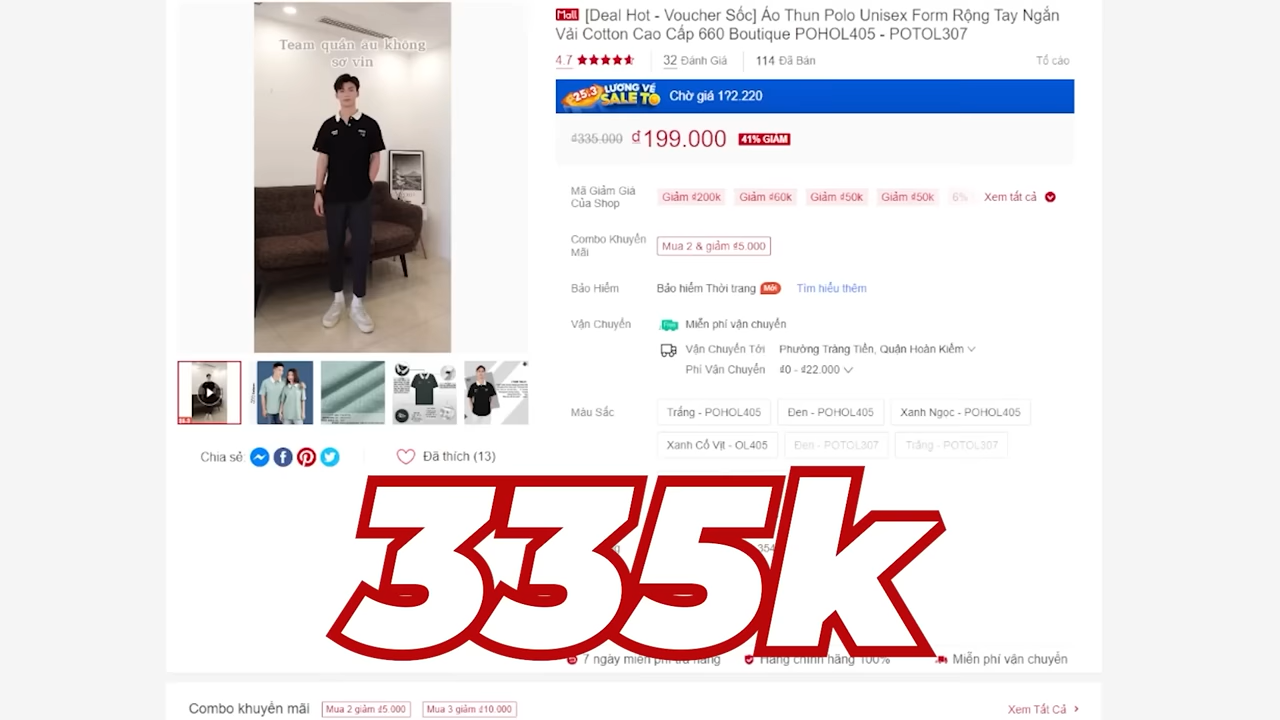 Team quần âu không
sơ vin
Mall [Deal Hot - Voucher Sốc] Áo Thun Polo Unisex Form Rộng Tay Ngắn
Vải Cotton Cao Cấp 660 Boutique POHOL405 - POTOL307
4.7
32 Đánh Giá
114 Đã Bán
Tố cáo
25.3 LƯƠNG VỀ
SALE TO
Chờ giá 1?2.220
₫335.000 ₫199.000 41% GIẢM
Mã Giảm Giá
Của Shop
Giảm ₫200k
Giảm ₫60k
Giảm ₫50k
Giảm ₫50k
6%
Xem tất cả
Combo Khuyến
Mãi
Mua 2 & giảm ₫5.000
Bảo Hiểm
Bảo hiểm Thời trang Mới Tìm hiểu thêm
Vận Chuyển
Miễn phí vận chuyển
Vận Chuyển Tới Phường Tràng Tiền, Quận Hoàn Kiếm
Phí Vận Chuyển ₫0 - ₫22.000
Màu Sắc
Trắng - POHOL405
Đen - POHOL405
Xanh Ngọc - POHOL405
Xanh Cổ Vịt - OL405
Đen - POTOL307
Trắng - POTOL307
Chia sẻ:
Đã thích (13)
335k
7 ngày miễn phí trả hàng
Hàng chính hãng 100%
Miễn phí vận chuyển
Combo khuyến mãi
Mua 2 giảm ₫5.000
Mua 3 giảm ₫10.000
Xem Tất Cả